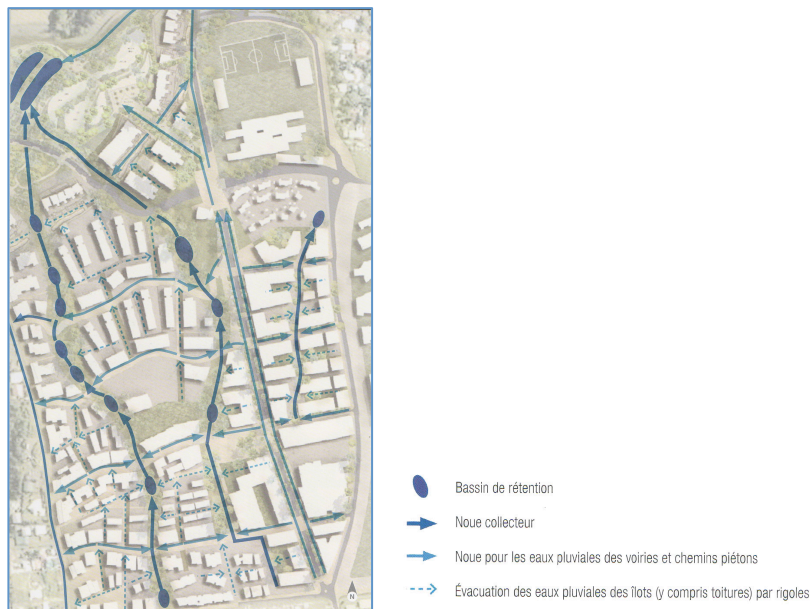 N
Bassin de rétention
Noue collecteur
Noue pour les eaux pluviales des voiries et chemins piétons
Évacuation des eaux pluviales des îlots (y compris toitures) par rigoles